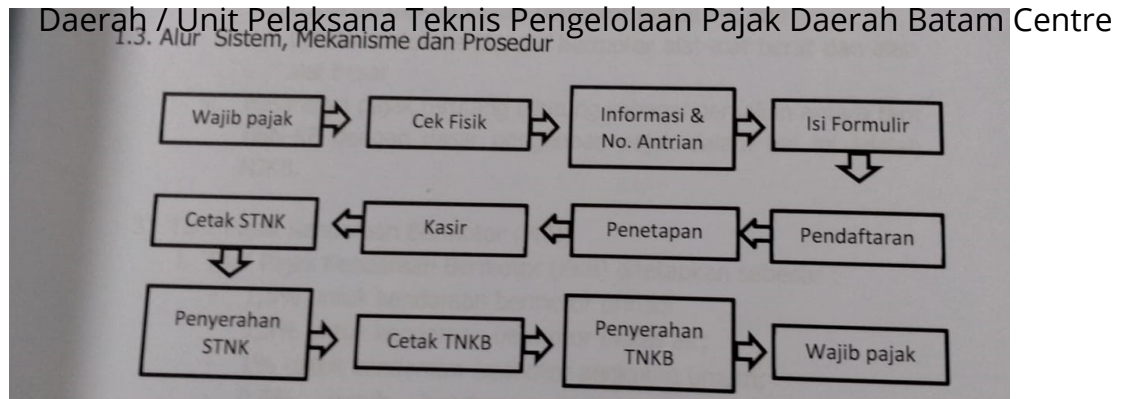 Daerah / Unit Pelaksana Teknis Pengelolaan Pajak Daerah Batam Centre
1.3. Alur Sistem, Mekanisme dan Prosedur
Wajib pajak
Cek Fisik
Informasi &
No. Antrian
Isi Formulir
Cetak STNK
Kasir
Penetapan
Pendaftaran
Penyerahan
STNK
Cetak TNKB
Penyerahan
TNKB
Wajib pajak